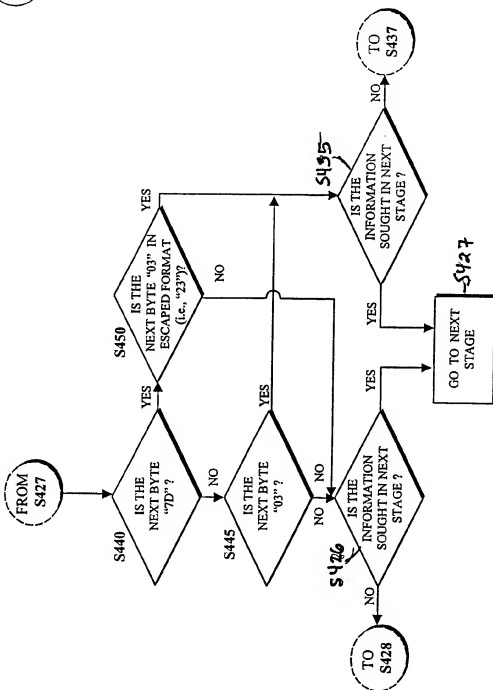 FROM
S427
S440
IS THE
NEXT BYTE
"7D" ?
YES
NO
S450
IS THE
NEXT BYTE "03" IN
ESCAPED FORMAT
(i.e., "23")?
YES
NO
S445
IS THE
NEXT BYTE
"03" ?
YES
NO
NO
S426
IS THE
INFORMATION
SOUGHT IN NEXT
STAGE ?
YES
NO
TO
S428
S435
IS THE
INFORMATION
SOUGHT IN NEXT
STAGE ?
YES
NO
TO
S437
S427
GO TO NEXT
STAGE